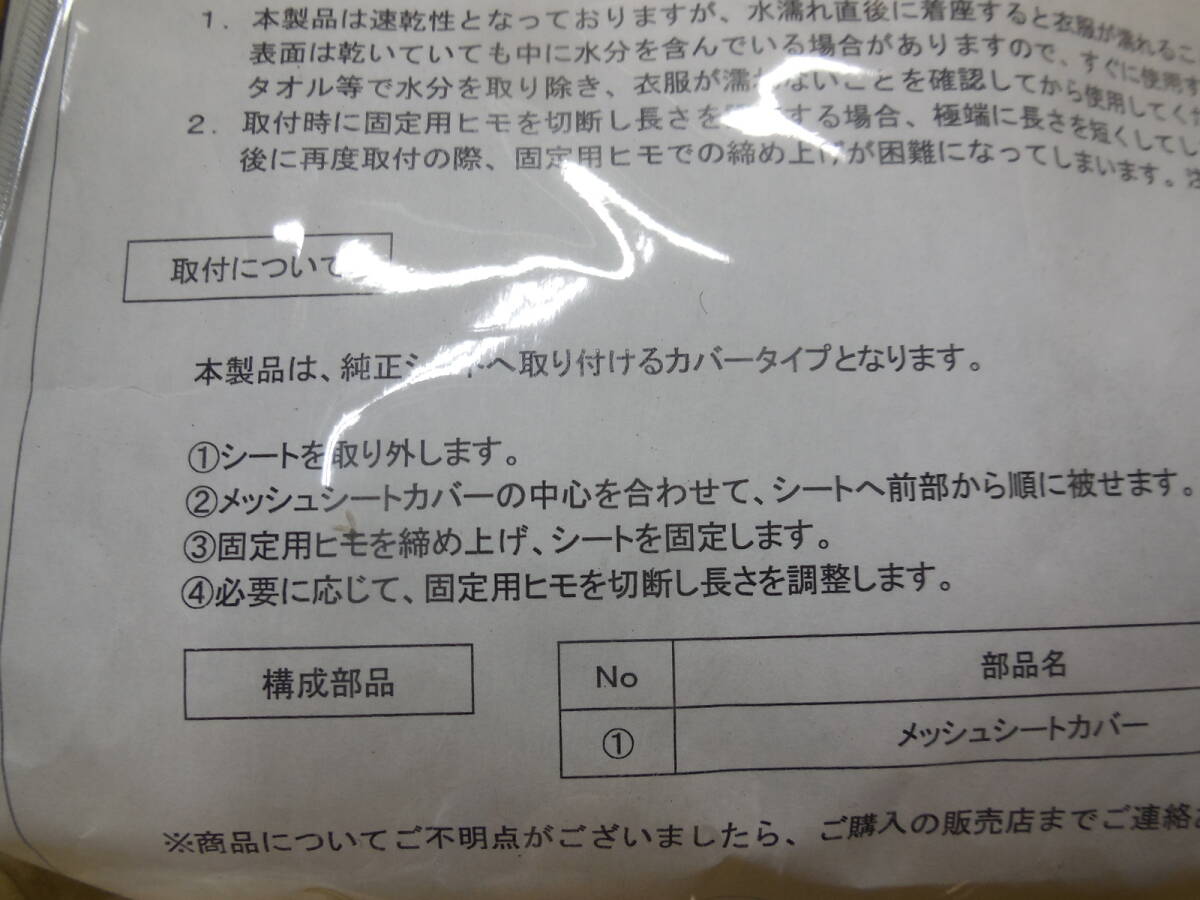 1. 本製品は速乾性となっておりますが、水濡れ直後に着座すると衣服が濡れるこ
表面は乾いていても中に水分を含んでいる場合がありますので、すぐに使用す
タオル等で水分を取り除き、衣服が濡れないことを確認してから使用してくだ
2. 取付時に固定用ヒモを切断し長さを する場合、極端に長さを短くしてし
後に再度取付の際、固定用ヒモでの締め上げが困難になってしまいます。注
取付について
本製品は、純正シートへ取り付けるカバータイプとなります。
①シートを取り外します。
②メッシュシートカバーの中心を合わせて、シートへ前部から順に被せます。
③固定用ヒモを締め上げ、シートを固定します。
④必要に応じて、固定用ヒモを切断し長さを調整します。
構成部品
No 部品名
① メッシュシートカバー
※商品についてご不明点がございましたら、ご購入の販売店までご連絡